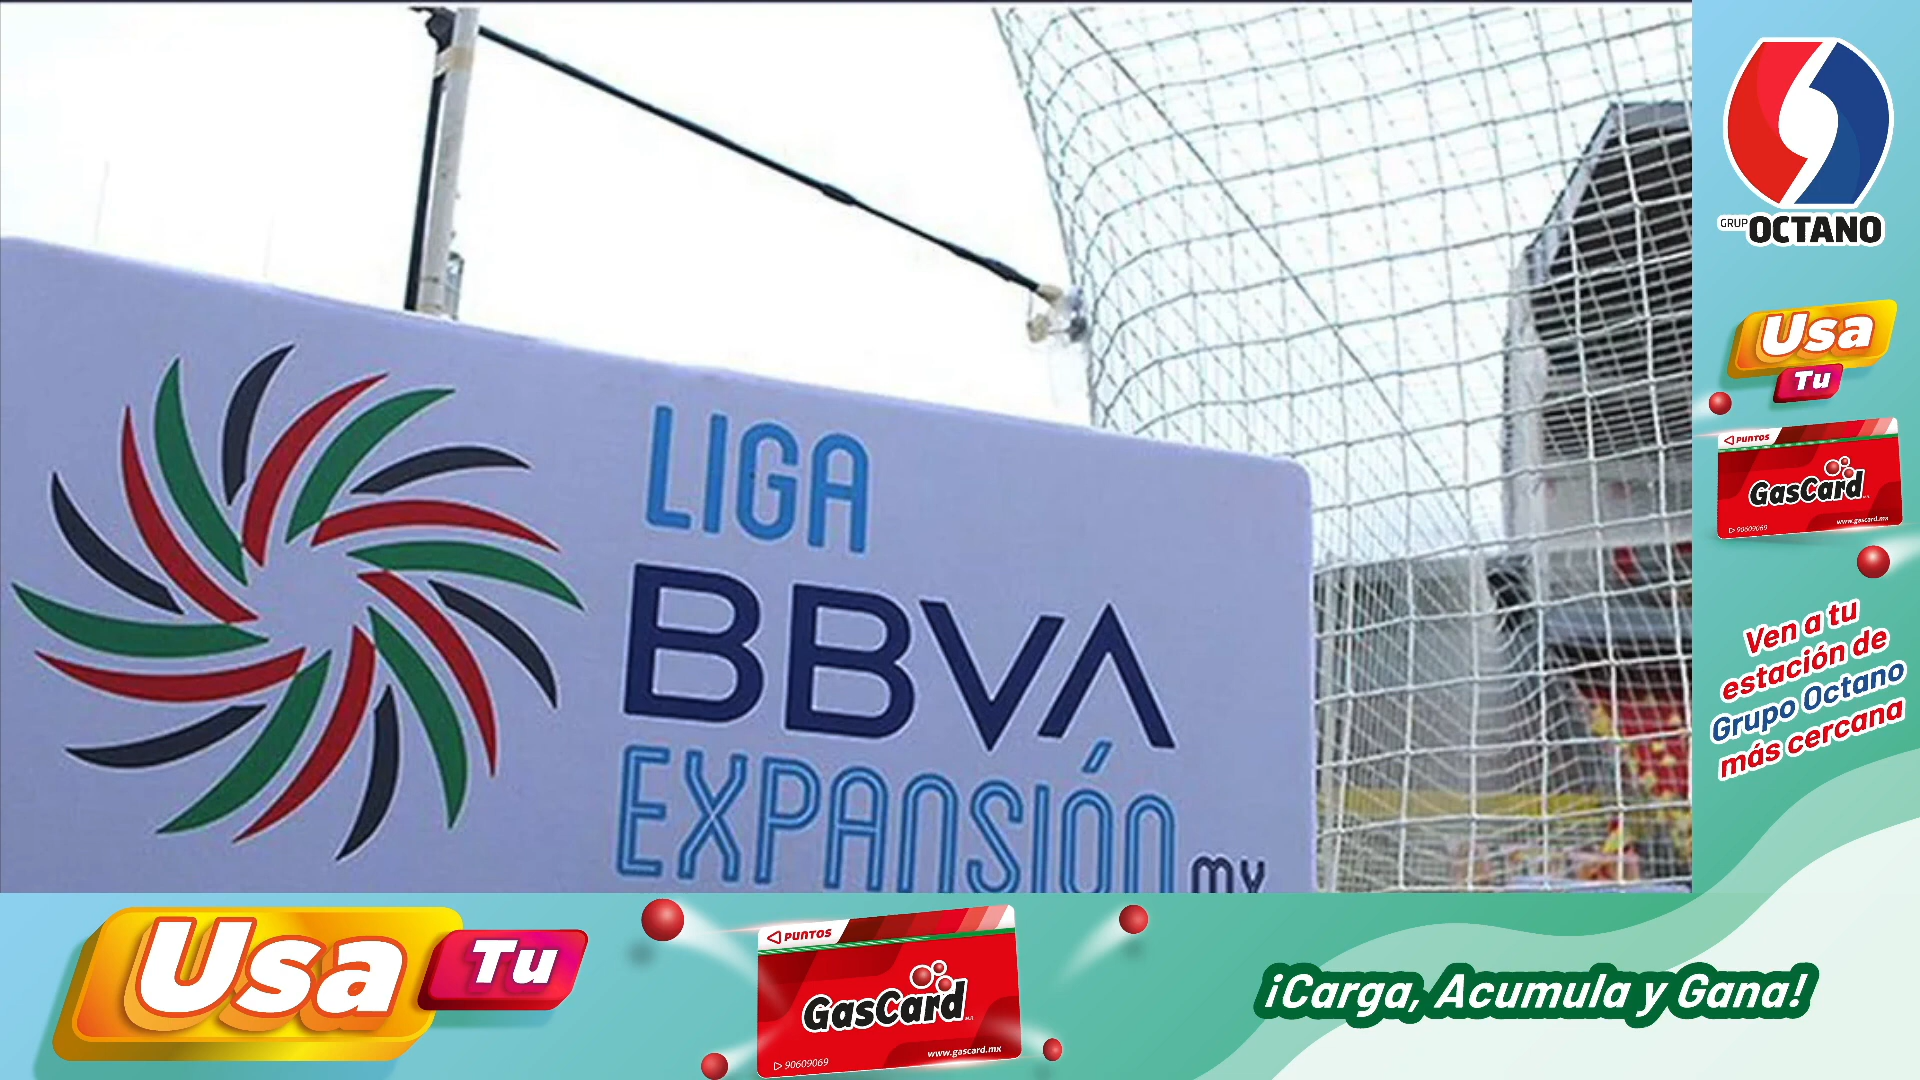 LIGA
BBVA
EXPANSIÓN
MX
GRUPO OCTANO
Usa
Tu
PUNTOS
GasCard
www.gascard.mx
90609069
Ven a tu
estación de
Grupo Octano
más cercana
Usa
Tu
PUNTOS
GasCard
90609069
www.gascard.mx
¡Carga, Acumula y Gana!